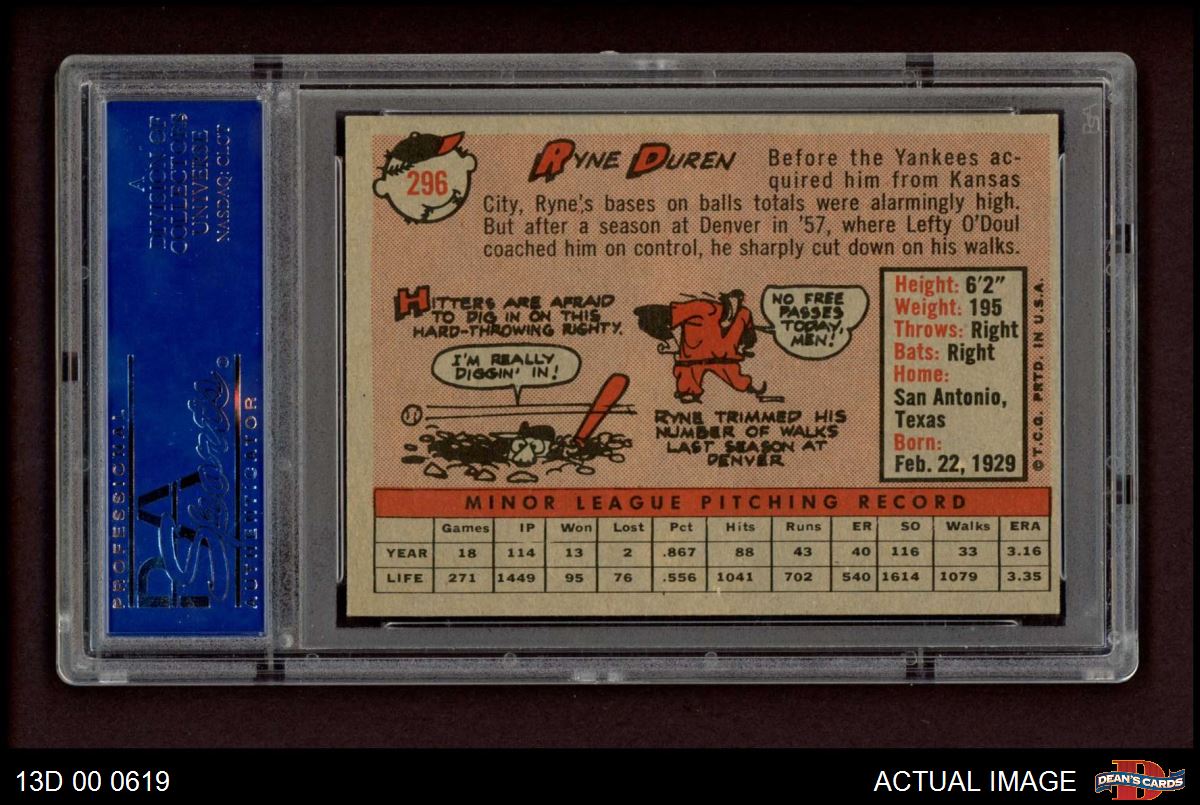 A
DIVISION OF
COLLECTORS
UNIVERSE
NASDAQ: CLCT
PROFESSIONAL
PSA
Sports
AUTHENTICATOR
296
RYNE DUREN
Before the Yankees ac-
quired him from Kansas
City, Ryne's bases on balls totals were alarmingly high.
But after a season at Denver in '57, where Lefty O'Doul
coached him on control, he sharply cut down on his walks.
HITTERS ARE AFRAID
TO DIG IN ON THIS
HARD-THROWING RIGHTY.
I'M REALLY
DIGGIN' IN!
NO FREE
PASSES
TODAY,
MEN!
RYNE TRIMMED HIS
NUMBER OF WALKS
LAST SEASON AT
DENVER
Height: 6'2"
Weight: 195
Throws: Right
Bats: Right
Home:
San Antonio,
Texas
Born:
Feb. 22, 1929
© T.C.G. PRTD. IN U.S.A.
MINOR LEAGUE PITCHING RECORD
Games IP Won Lost Pct Hits Runs ER SO Walks ERA
YEAR 18 114 13 2 .867 88 43 40 116 33 3.16
LIFE 271 1449 95 76 .556 1041 702 540 1614 1079 3.35
13D 00 0619
ACTUAL IMAGE
DEAN'S CARDS